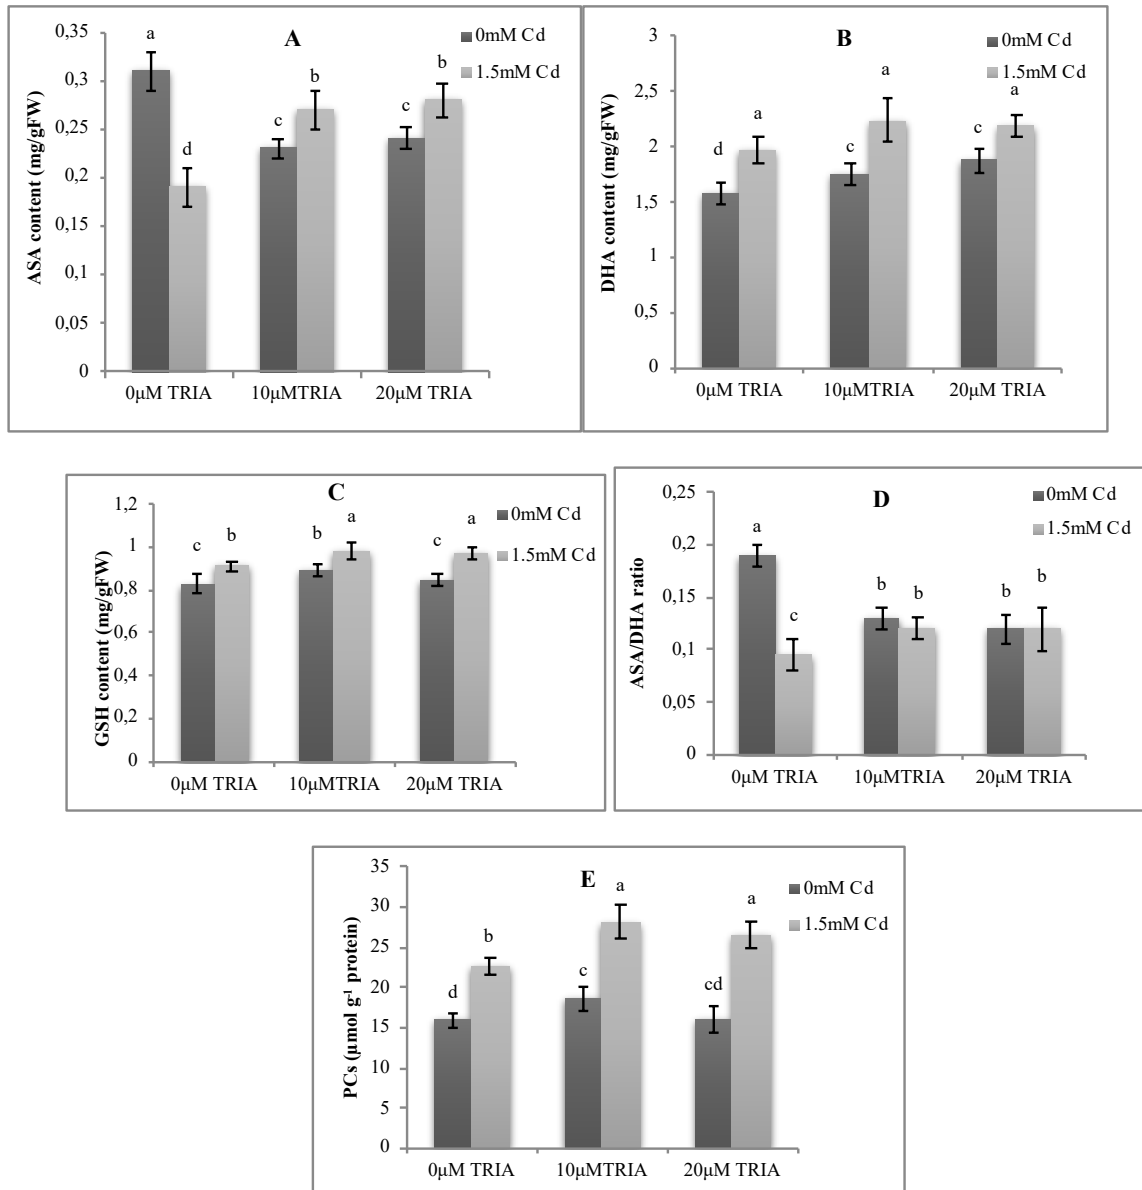 A
0mM Cd
1.5mM Cd
ASA content (mg/gFW)
0,35
0,3
0,25
0,2
0,15
0,1
0,05
0
a
d
c
b
c
b
0µM TRIA
10µMTRIA
20µM TRIA
B
0mM Cd
1.5mM Cd
DHA content (mg/gFW)
3
2,5
2
1,5
1
0,5
0
d
a
c
a
c
a
0µM TRIA
10µMTRIA
20µM TRIA
C
0mM Cd
1.5mM Cd
GSH content (mg/gFW)
1,2
1
0,8
0,6
0,4
0,2
0
c
b
b
a
c
a
0µM TRIA
10µMTRIA
20µM TRIA
D
0mM Cd
1.5mM Cd
ASA/DHA ratio
0,25
0,2
0,15
0,1
0,05
0
a
c
b
b
b
b
0µM TRIA
10µMTRIA
20µM TRIA
E
0mM Cd
1.5mM Cd
PCs (µmol g⁻¹ protein)
35
30
25
20
15
10
5
0
d
b
c
a
cd
a
0µM TRIA
10µMTRIA
20µM TRIA